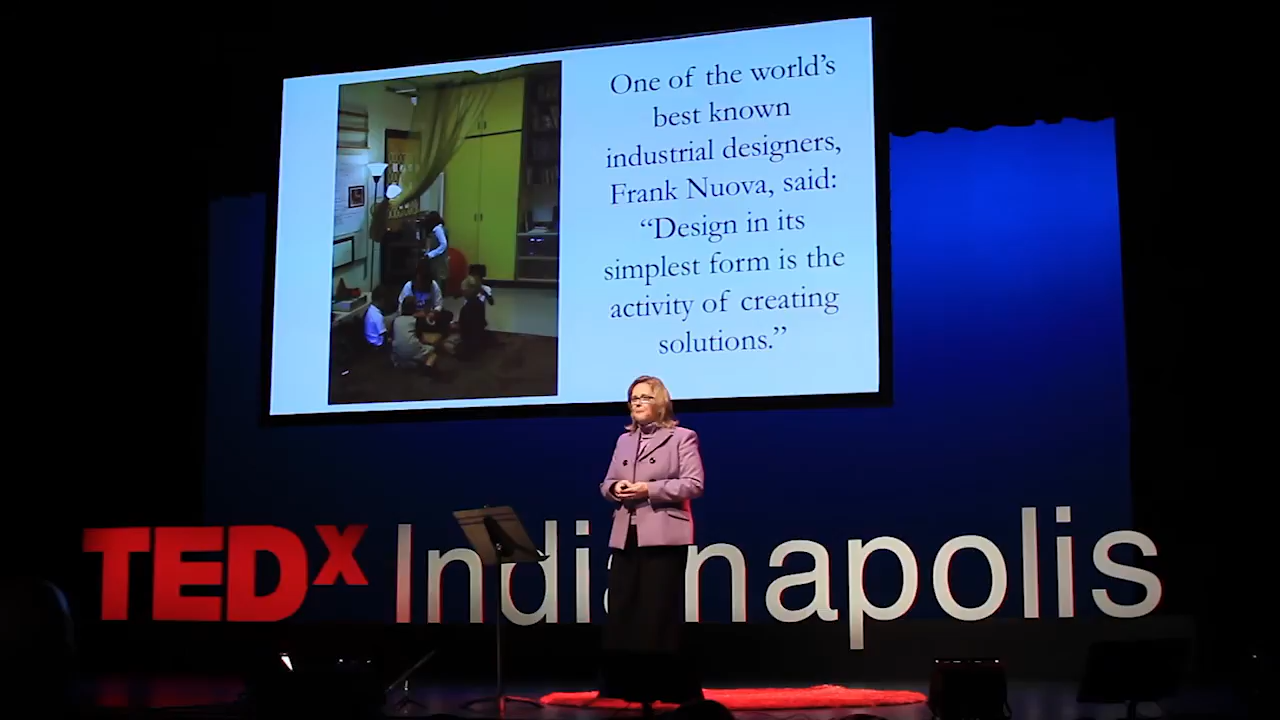 One of the world's
best known
industrial designers,
Frank Nuova, said:
“Design in its
simplest form is the
activity of creating
solutions.”
TEDx Indianapolis